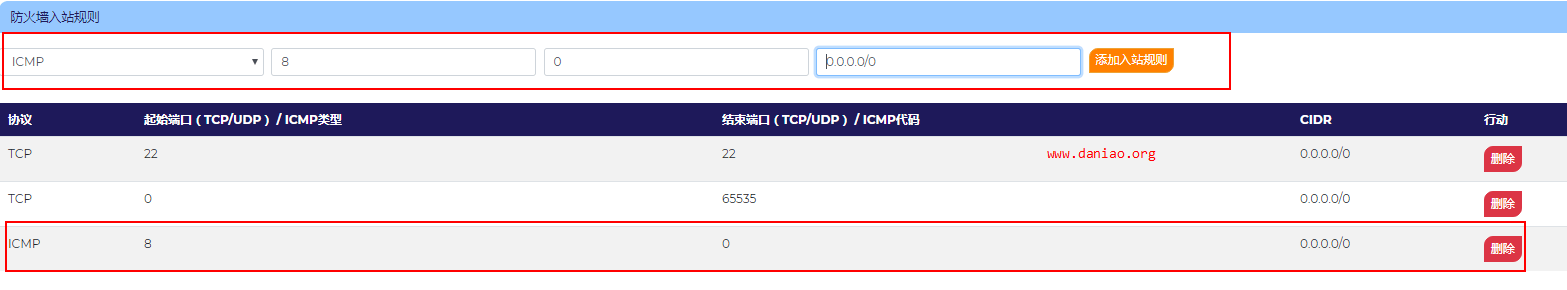 防火墙入站规则
ICMP 8 0 0.0.0.0/0 添加入站规则
协议 起始端口（TCP/UDP）/ ICMP类型 结束端口（TCP/UDP）/ ICMP代码 CIDR 行动
TCP 22 22 www.daniao.org 0.0.0.0/0 删除
TCP 0 65535 0.0.0.0/0 删除
ICMP 8 0 0.0.0.0/0 删除